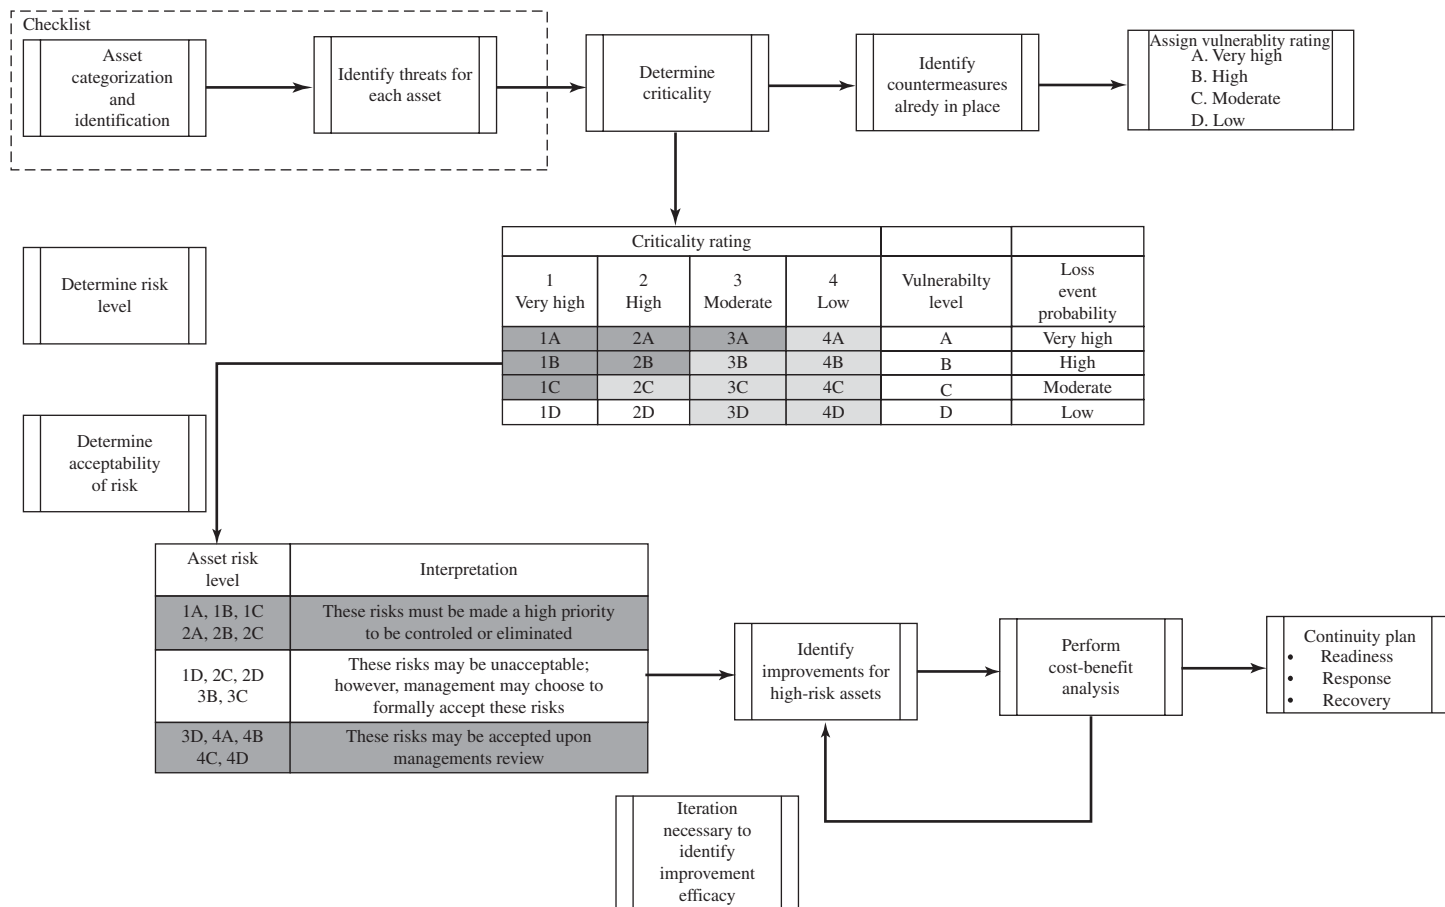 Checklist
Asset
categorization
and
identification
Identify threats for
each asset
Determine
criticality
Identify
countermeasures
alredy in place
Assign vulnerablity rating
A. Very high
B. High
C. Moderate
D. Low
Determine risk
level
Criticality rating
1
Very high
2
High
3
Moderate
4
Low
Vulnerabilty
level
Loss
event
probability
1A 2A 3A 4A A Very high
1B 2B 3B 4B B High
1C 2C 3C 4C C Moderate
1D 2D 3D 4D D Low
Determine
acceptability
of risk
Asset risk
level
Interpretation
1A, 1B, 1C
2A, 2B, 2C
These risks must be made a high priority
to be controled or eliminated
1D, 2C, 2D
3B, 3C
These risks may be unacceptable;
however, management may choose to
formally accept these risks
3D, 4A, 4B
4C, 4D
These risks may be accepted upon
managements review
Identify
improvements for
high-risk assets
Perform
cost-benefit
analysis
Continuity plan
• Readiness
• Response
• Recovery
Iteration
necessary to
identify
improvement
efficacy